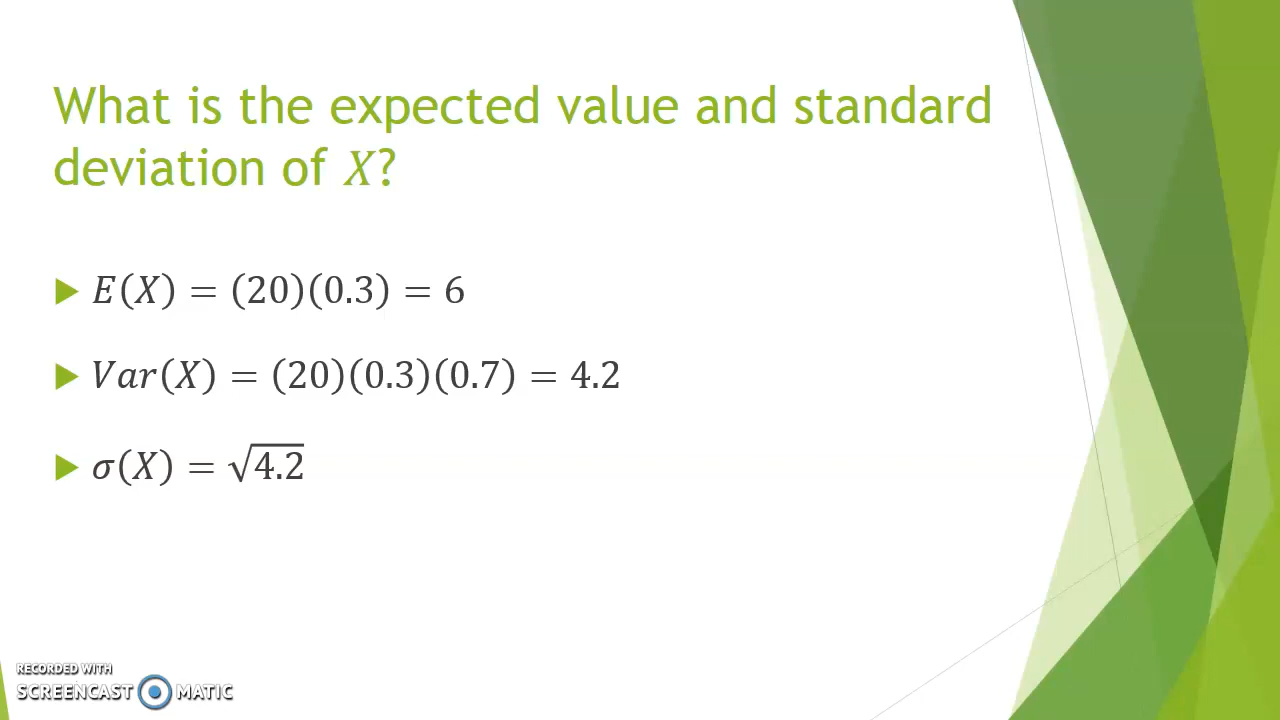 What is the expected value and standard
deviation of X?
E(X) = (20)(0.3) = 6
Var(X) = (20)(0.3)(0.7) = 4.2
σ(X) = √4.2
RECORDED WITH
SCREENCAST MATIC